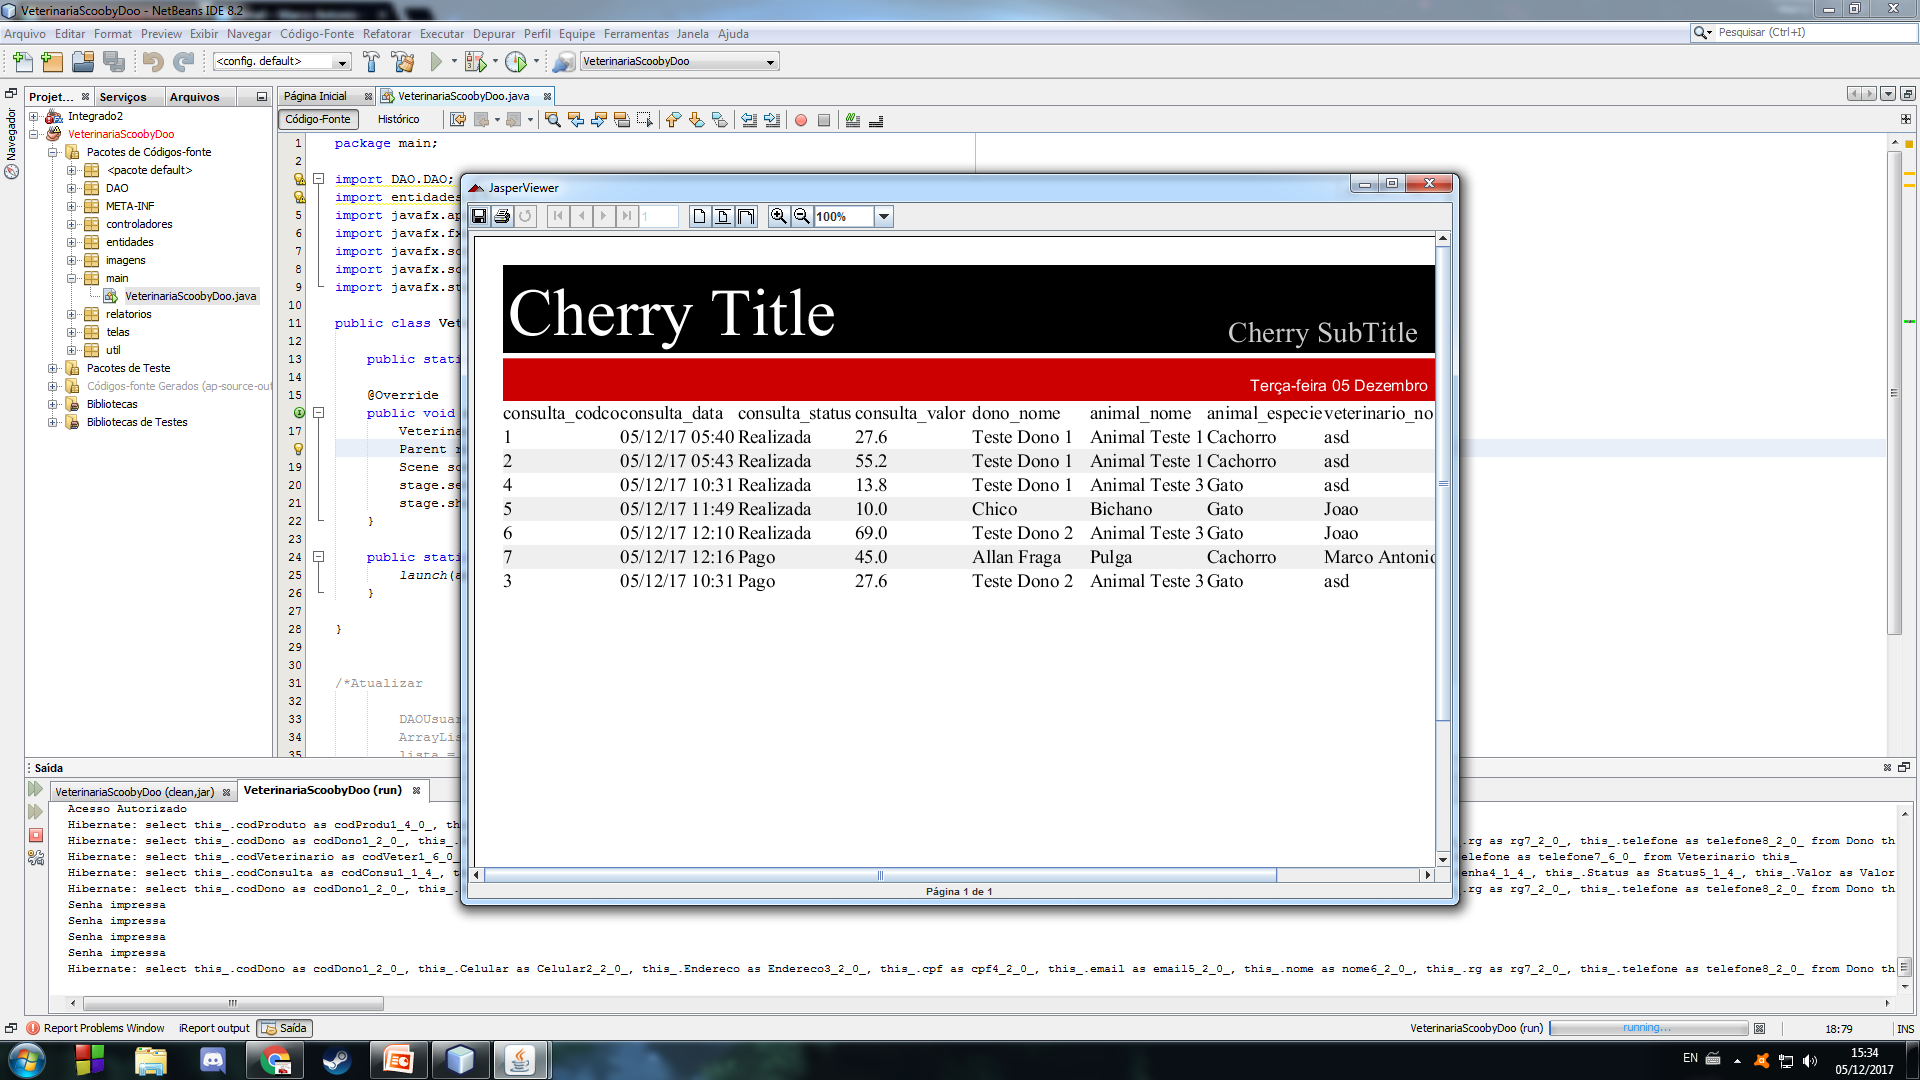 VeterinariaScoobyDoo - NetBeans IDE 8.2
Arquivo Editar Format Preview Exibir Navegar Código-Fonte Refatorar Executar Depurar Perfil Equipe Ferramentas Janela Ajuda
Pesquisar (Ctrl+I)
<config. default>
VeterinariaScoobyDoo
Projet... Serviços Arquivos
Navegador
Integrado2
VeterinariaScoobyDoo
Pacotes de Códigos-fonte
<pacote default>
DAO
META-INF
controladores
entidades
imagens
main
VeterinariaScoobyDoo.java
relatorios
telas
util
Pacotes de Teste
Códigos-fonte Gerados (ap-source-out
Bibliotecas
Bibliotecas de Testes
Página Inicial VeterinariaScoobyDoo.java
Código-Fonte Histórico
1 package main;
2
import DAO.DAO;
import entidades
5 import javafx.ap
6 import javafx.fx
7 import javafx.sc
8 import javafx.sc
9 import javafx.st
10
11 public class Vet
12
13 public stati
14
15 @Override
public void
17 Veterina
Parent r
19 Scene sc
20 stage.se
21 stage.sh
22 }
23
24 public stati
25 launch(a
26 }
27
28 }
29
30
31 /*Atualizar
32
33 DAOUsuar
34 ArrayLis
35 lista =
JasperViewer
1
100%
Cherry Title
Cherry SubTitle
Terça-feira 05 Dezembro
consulta_codco consulta_data consulta_status consulta_valor dono_nome animal_nome animal_especie veterinario_no
1 05/12/17 05:40 Realizada 27.6 Teste Dono 1 Animal Teste 1 Cachorro asd
2 05/12/17 05:43 Realizada 55.2 Teste Dono 1 Animal Teste 1 Cachorro asd
4 05/12/17 10:31 Realizada 13.8 Teste Dono 1 Animal Teste 3 Gato asd
5 05/12/17 11:49 Realizada 10.0 Chico Bichano Gato Joao
6 05/12/17 12:10 Realizada 69.0 Teste Dono 2 Animal Teste 3 Gato Joao
7 05/12/17 12:16 Pago 45.0 Allan Fraga Pulga Cachorro Marco Antonio
3 05/12/17 10:31 Pago 27.6 Teste Dono 2 Animal Teste 3 Gato asd
Página 1 de 1
Saída
VeterinariaScoobyDoo (clean,jar) VeterinariaScoobyDoo (run)
Acesso Autorizado
Hibernate: select this_.codProduto as codProdu1_4_0_, th
Hibernate: select this_.codDono as codDono1_2_0_, this_. _.rg as rg7_2_0_, this_.telefone as telefone8_2_0_ from Dono th
Hibernate: select this_.codVeterinario as codVeter1_6_0_ elefone as telefone7_6_0_ from Veterinario this_
Hibernate: select this_.codConsulta as codConsu1_1_4_, t enha4_1_4_, this_.Status as Status5_1_4_, this_.Valor as Valor
Hibernate: select this_.codDono as codDono1_2_0_, this_. _.rg as rg7_2_0_, this_.telefone as telefone8_2_0_ from Dono th
Senha impressa
Senha impressa
Senha impressa
Senha impressa
Hibernate: select this_.codDono as codDono1_2_0_, this_.Celular as Celular2_2_0_, this_.Endereco as Endereco3_2_0_, this_.cpf as cpf4_2_0_, this_.email as email5_2_0_, this_.nome as nome6_2_0_, this_.rg as rg7_2_0_, this_.telefone as telefone8_2_0_ from Dono th
Report Problems Window iReport output Saída
VeterinariaScoobyDoo (run) running... 18:79 INS
EN
15:34
05/12/2017